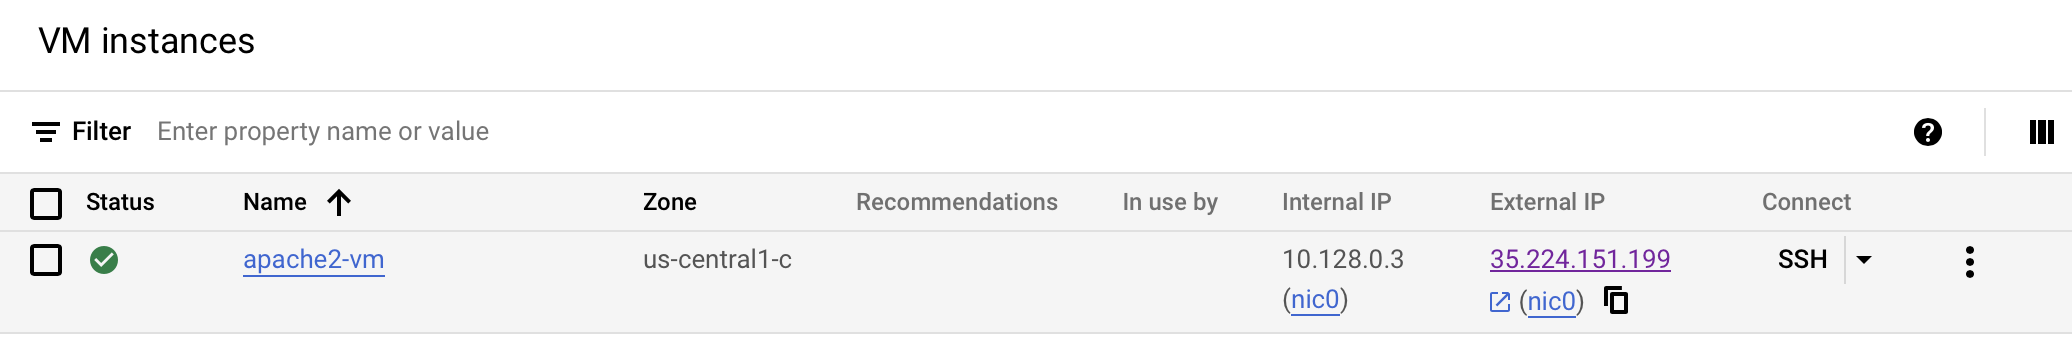 VM instances
Filter Enter property name or value
Status Name Zone Recommendations In use by Internal IP External IP Connect
apache2-vm us-central1-c 10.128.0.3 35.224.151.199 SSH
(nic0) (nic0)